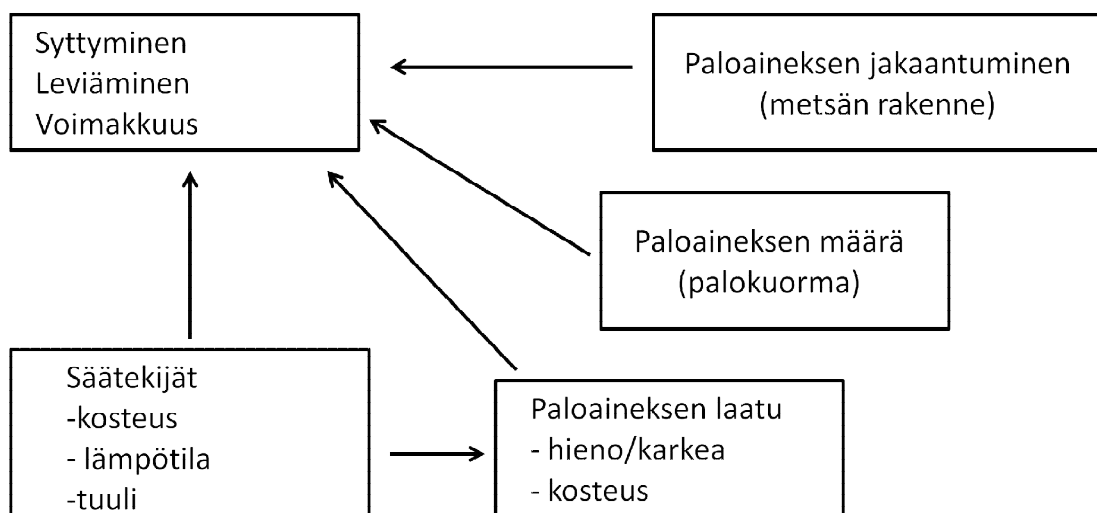 Syttyminen
Leviäminen
Voimakkuus
Paloaineksen jakaantuminen
(metsän rakenne)
Paloaineksen määrä
(palokuorma)
Säätekijät
-kosteus
- lämpötila
-tuuli
Paloaineksen laatu
- hieno/karkea
- kosteus